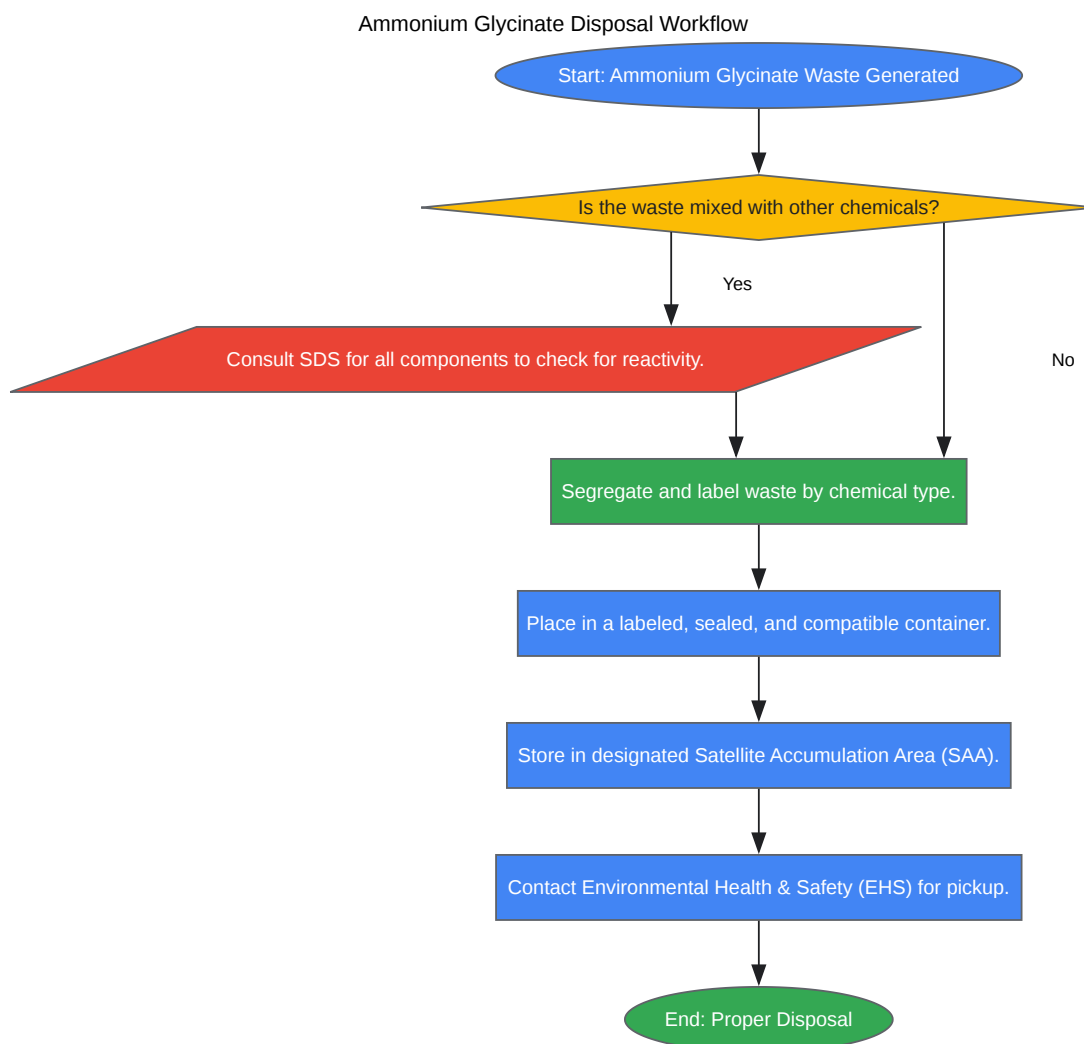 Ammonium Glycinate Disposal Workflow
Start: Ammonium Glycinate Waste Generated
Is the waste mixed with other chemicals?
Yes
Consult SDS for all components to check for reactivity.
No
Segregate and label waste by chemical type.
Place in a labeled, sealed, and compatible container.
Store in designated Satellite Accumulation Area (SAA).
Contact Environmental Health & Safety (EHS) for pickup.
End: Proper Disposal